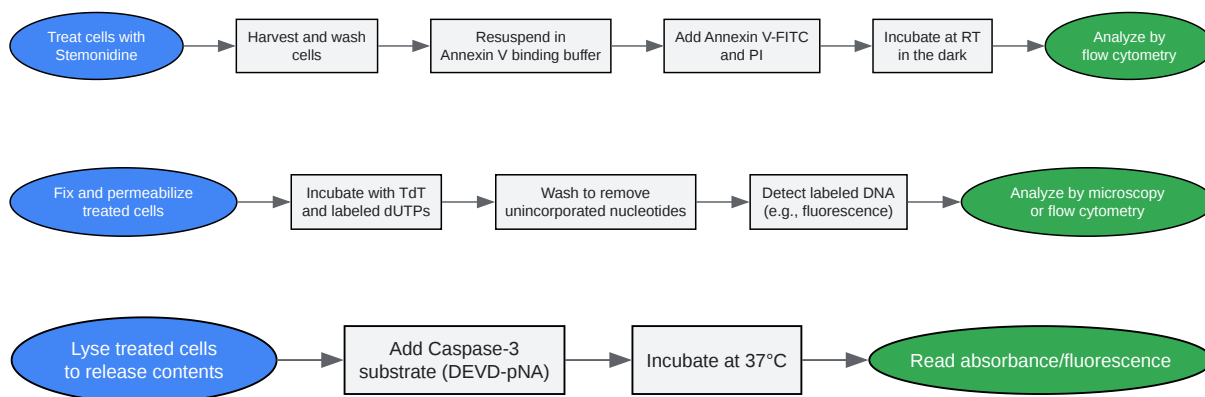 Treat cells with
Stemonidine
Harvest and wash
cells
Resuspend in
Annexin V binding buffer
Add Annexin V-FITC
and PI
Incubate at RT
in the dark
Analyze by
flow cytometry
Fix and permeabilize
treated cells
Incubate with TdT
and labeled dUTPs
Wash to remove
unincorporated nucleotides
Detect labeled DNA
(e.g., fluorescence)
Analyze by microscopy
or flow cytometry
Lyse treated cells
to release contents
Add Caspase-3
substrate (DEVD-pNA)
Incubate at 37°C
Read absorbance/fluorescence